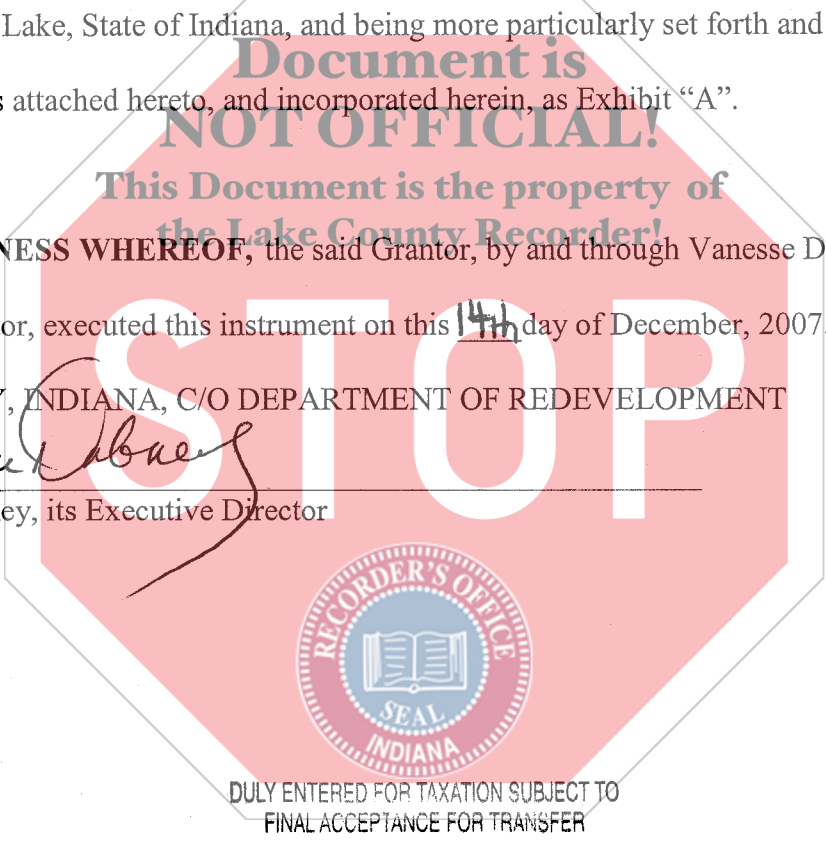 Lake, State of Indiana, and being more particularly set forth and
Document is
s attached hereto, and incorporated herein, as Exhibit “A”.
NOT OFFICIAL!
This Document is the property of
the Lake County Recorder!
NESS WHEREOF, the said Grantor, by and through Vanesse D
or, executed this instrument on this 14th day of December, 2007.
STOP
, INDIANA, C/O DEPARTMENT OF REDEVELOPMENT
Dabney
ey, its Executive Director
RECORDER'S OFFICE
SEAL
INDIANA
DULY ENTERED FOR TAXATION SUBJECT TO
FINAL ACCEPTANCE FOR TRANSFER